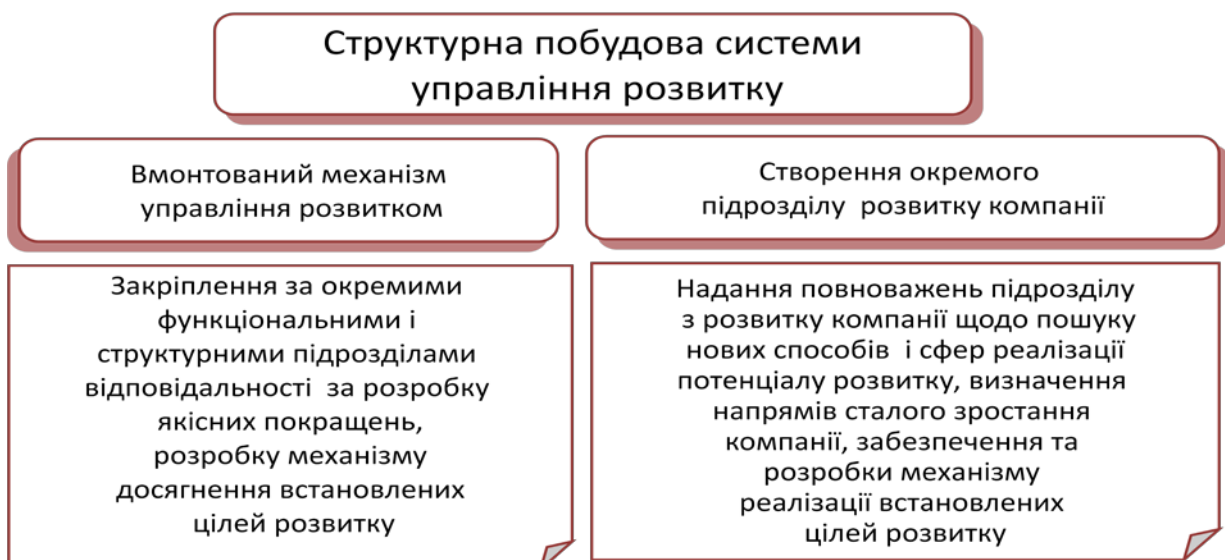 Структурна побудова системи
управління розвитку
Вмонтований механізм
управління розвитком
Створення окремого
підрозділу розвитку компанії
Закріплення за окремими
функціональними і
структурними підрозділами
відповідальності за розробку
якісних покращень,
розробку механізму
досягнення встановлених
цілей розвитку
Надання повноважень підрозділу
з розвитку компанії щодо пошуку
нових способів і сфер реалізації
потенціалу розвитку, визначення
напрямів сталого зростання
компанії, забезпечення та
розробки механізму
реалізації встановлених
цілей розвитку